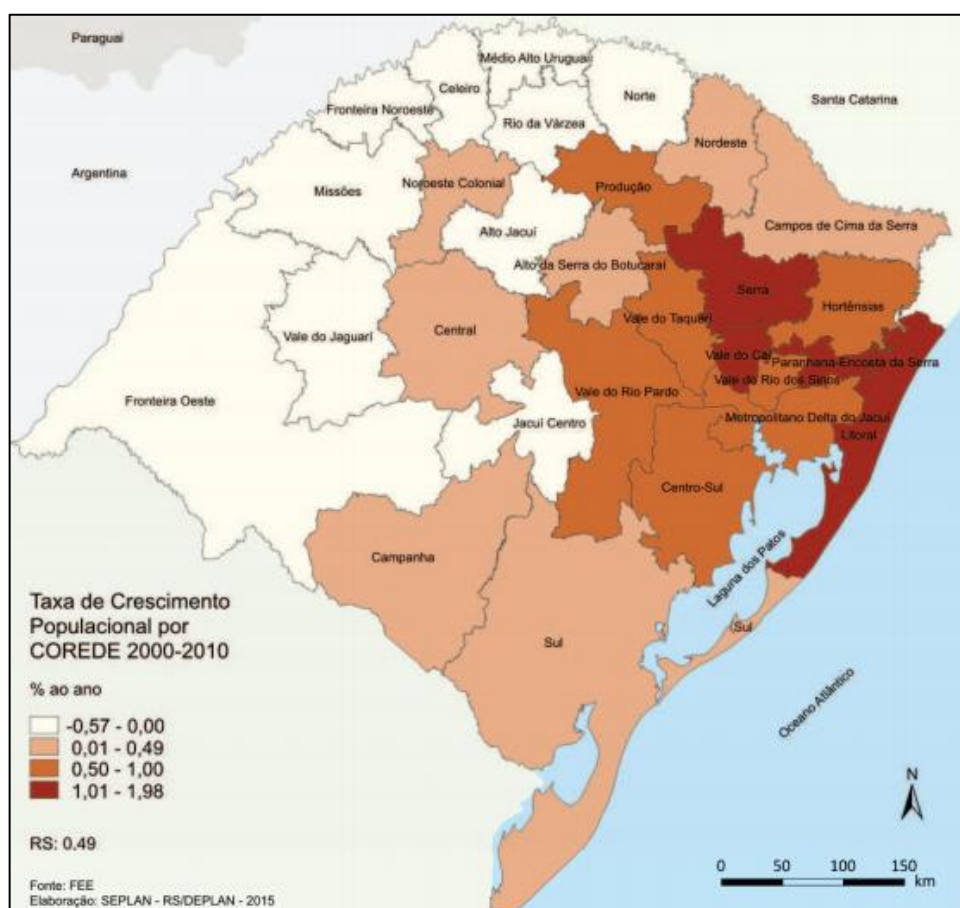 Paraguai
Médio Alto Uruguai
Celeiro
Norte
Santa Catarina
Fronteira Noroeste
Rio da Várzea
Nordeste
Argentina
Missões
Noroeste Colonial
Produção
Campos de Cima da Serra
Alto Jacuí
Alto da Serra do Botucaraí
Serra
Hortênsias
Vale do Taquari
Vale do Jaguarí
Central
Vale do Caí
Paranhana-Encosta da Serra
Vale do Rio dos Sinos
Fronteira Oeste
Vale do Rio Pardo
Metropolitano Delta do Jacuí
Jacuí Centro
Litoral
Centro-Sul
Campanha
Laguna dos Patos
Sul
Sul
Oceano Atlântico
Taxa de Crescimento
Populacional por
COREDE 2000-2010
% ao ano
-0,57 - 0,00
0,01 - 0,49
0,50 - 1,00
1,01 - 1,98
RS: 0,49
Fonte: FEE
Elaboração: SEPLAN - RS/DEPLAN - 2015
N
0 50 100 150
km